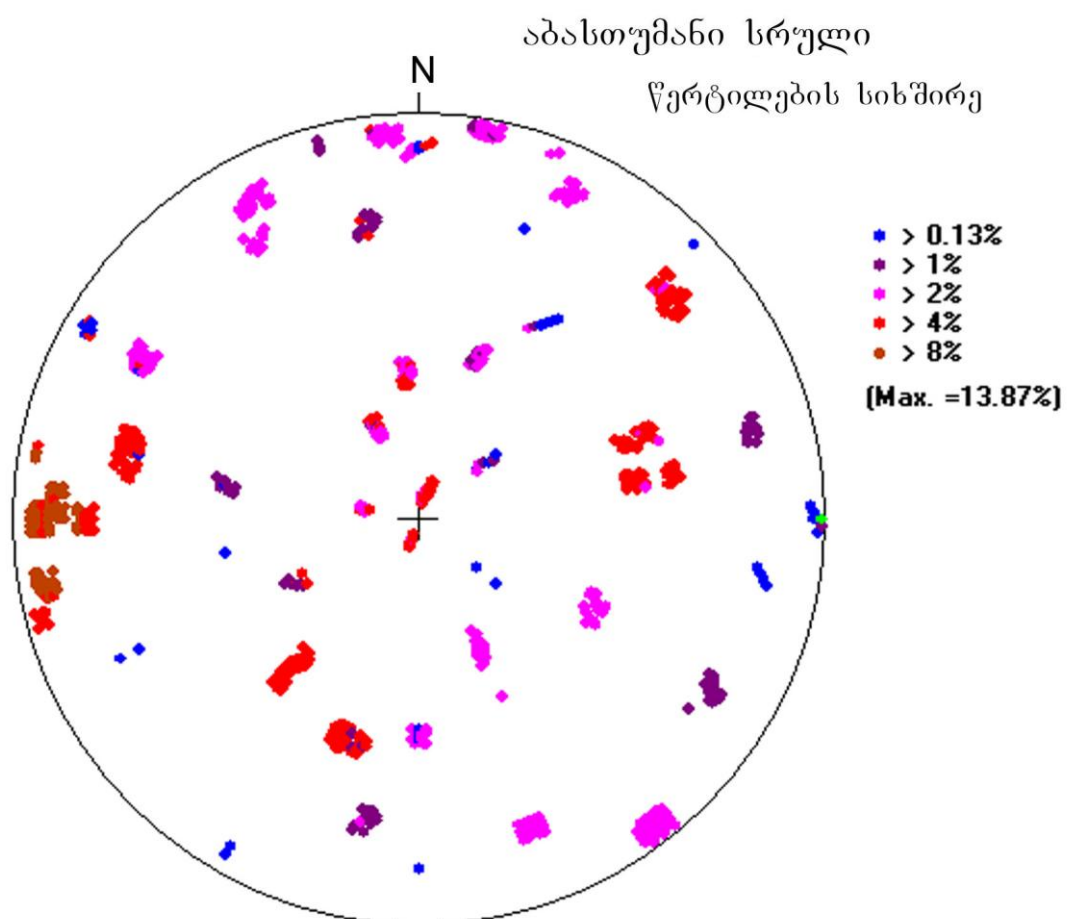 აბასთუმანი სრული
წერტილების სიხშირე
N
> 0.13%
> 1%
> 2%
> 4%
> 8%
(Max. =13.87%)